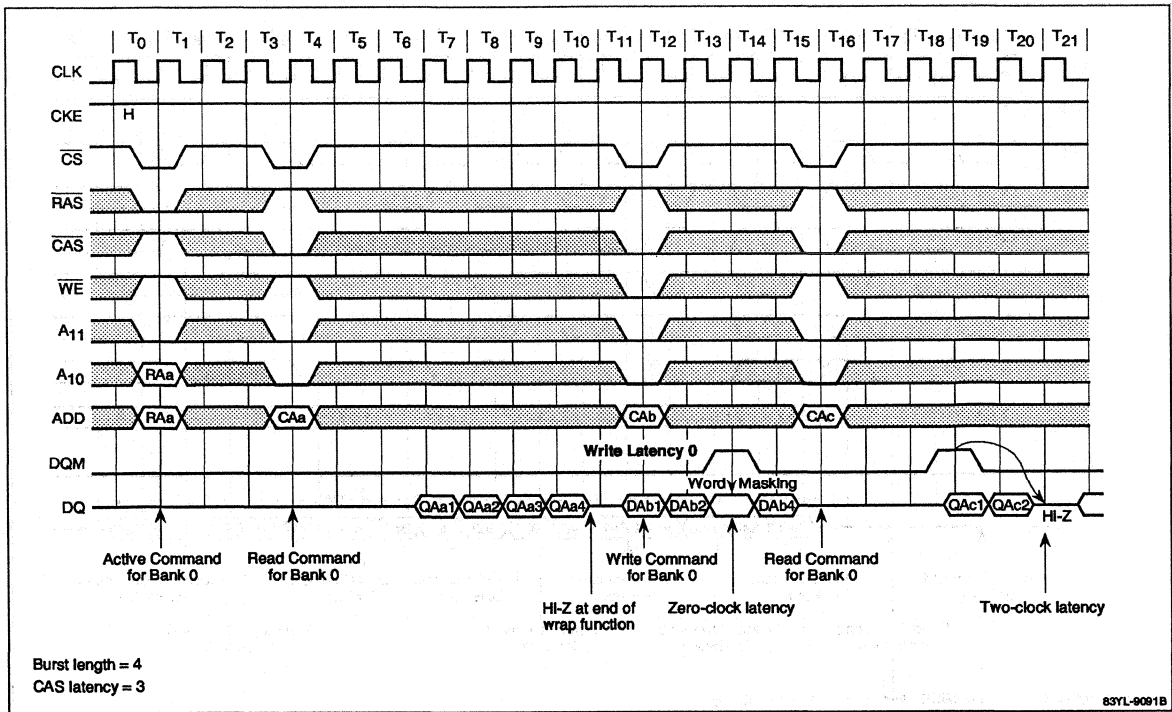 T0 T1 T2 T3 T4 T5 T6 T7 T8 T9 T10 T11 T12 T13 T14 T15 T16 T17 T18 T19 T20 T21
CLK
CKE H
CS
RAS
CAS
WE
A11
A10 RAa
ADD RAa CAa CAb CAc
Write Latency 0
DQM
Word Masking
DQ QAa1 QAa2 QAa3 QAa4 DAb1 DAb2 DAb4 QAc1 QAc2
HI-Z
Active Command
for Bank 0
Read Command
for Bank 0
Write Command
for Bank 0
Read Command
for Bank 0
HI-Z at end of
wrap function
Zero-clock latency
Two-clock latency
Burst length = 4
CAS latency = 3
83YL-9091B